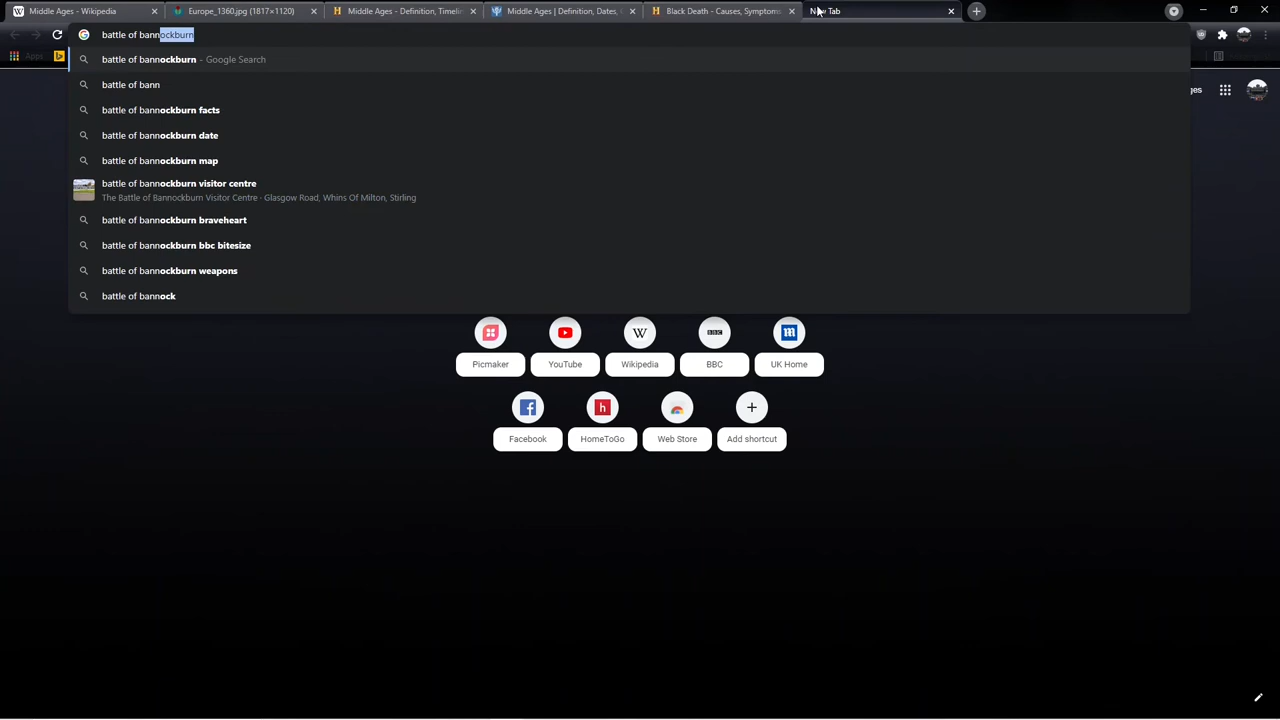 Middle Ages - Wikipedia
Europe_1360.jpg (1817×1120)
Middle Ages - Definition, Timelin
Middle Ages | Definition, Dates, C
Black Death - Causes, Symptoms
New Tab
battle of bannockburn
Apps
battle of bannockburn - Google Search
battle of bann
ges
battle of bannockburn facts
battle of bannockburn date
battle of bannockburn map
battle of bannockburn visitor centre
The Battle of Bannockburn Visitor Centre · Glasgow Road, Whins Of Milton, Stirling
battle of bannockburn braveheart
battle of bannockburn bbc bitesize
battle of bannockburn weapons
battle of bannock
Picmaker
YouTube
Wikipedia
BBC
UK Home
Facebook
HomeToGo
Web Store
Add shortcut